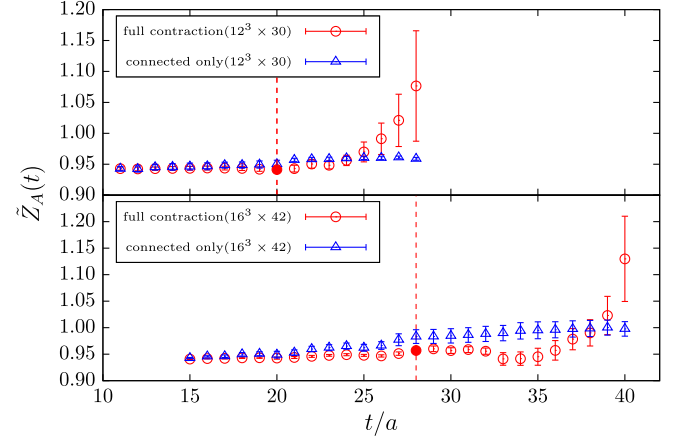 1.20
full contraction(12³ × 30)
1.15
connected only(12³ × 30)
1.10
1.05
1.00
0.95
0.90
Z̃_A(t)
full contraction(16³ × 42)
1.20
connected only(16³ × 42)
1.15
1.10
1.05
1.00
0.95
0.90
10 15 20 25 30 35 40
t/a